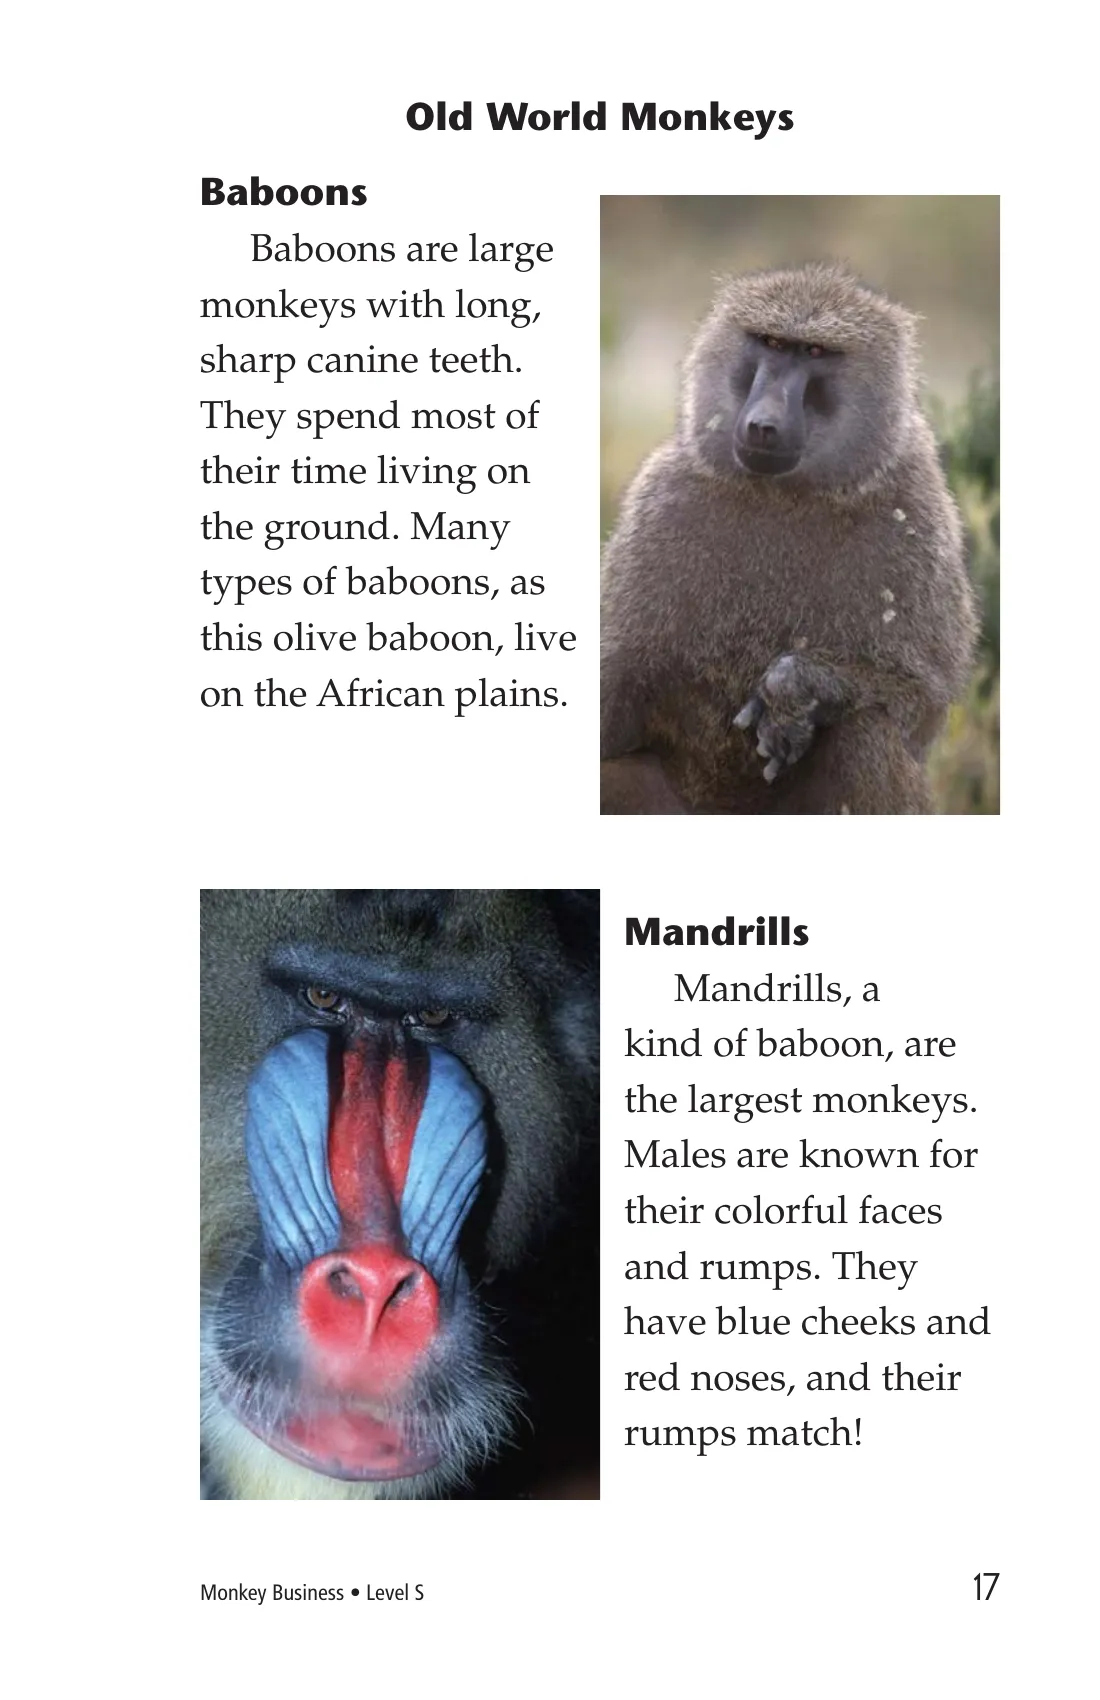 Old World Monkeys
Baboons
Baboons are large
monkeys with long,
sharp canine teeth.
They spend most of
their time living on
the ground. Many
types of baboons, as
this olive baboon, live
on the African plains.
Mandrills
Mandrills, a
kind of baboon, are
the largest monkeys.
Males are known for
their colorful faces
and rumps. They
have blue cheeks and
red noses, and their
rumps match!
Monkey Business • Level S
17